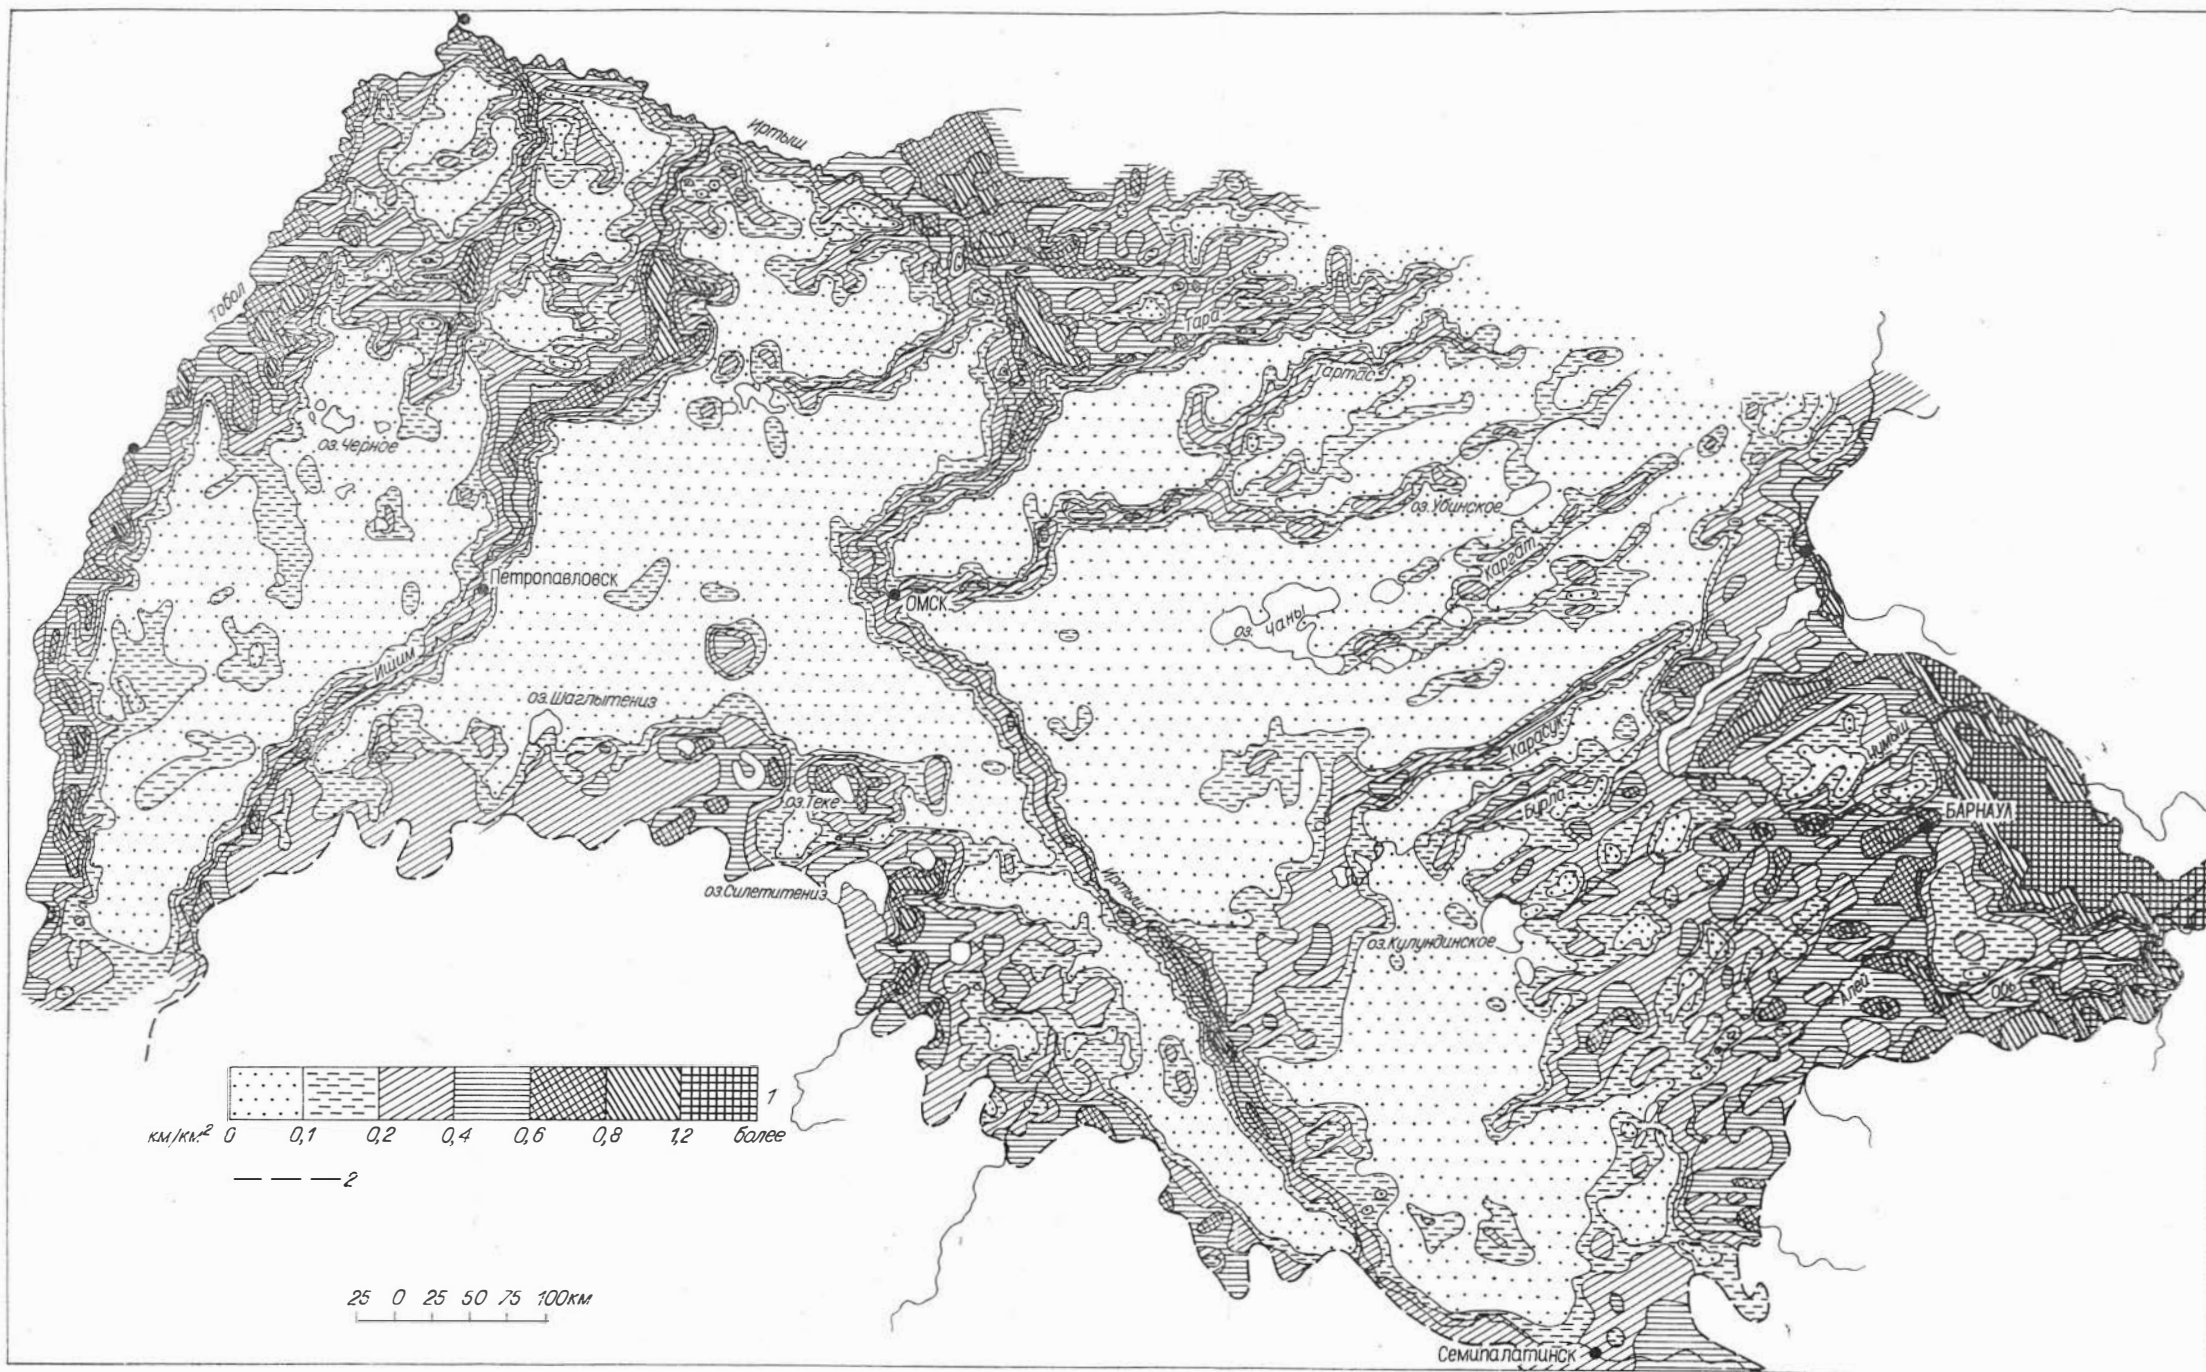 Иртыш
Тобол
Тара
Тартас
оз. Черное
оз. Убинское
Каргат
Петропавловск
ОМСК
оз. Чаны
Ишим
оз. Шаглытениз
Карасук
Чумыш
оз. Теке
Бурла
БАРНАУЛ
Иртыш
оз. Силетитениз
оз. Кулундинское
Алей
Обь
1
км/км² 0 0,1 0,2 0,4 0,6 0,8 1,2 более
2
25 0 25 50 75 100км
Семипалатинск